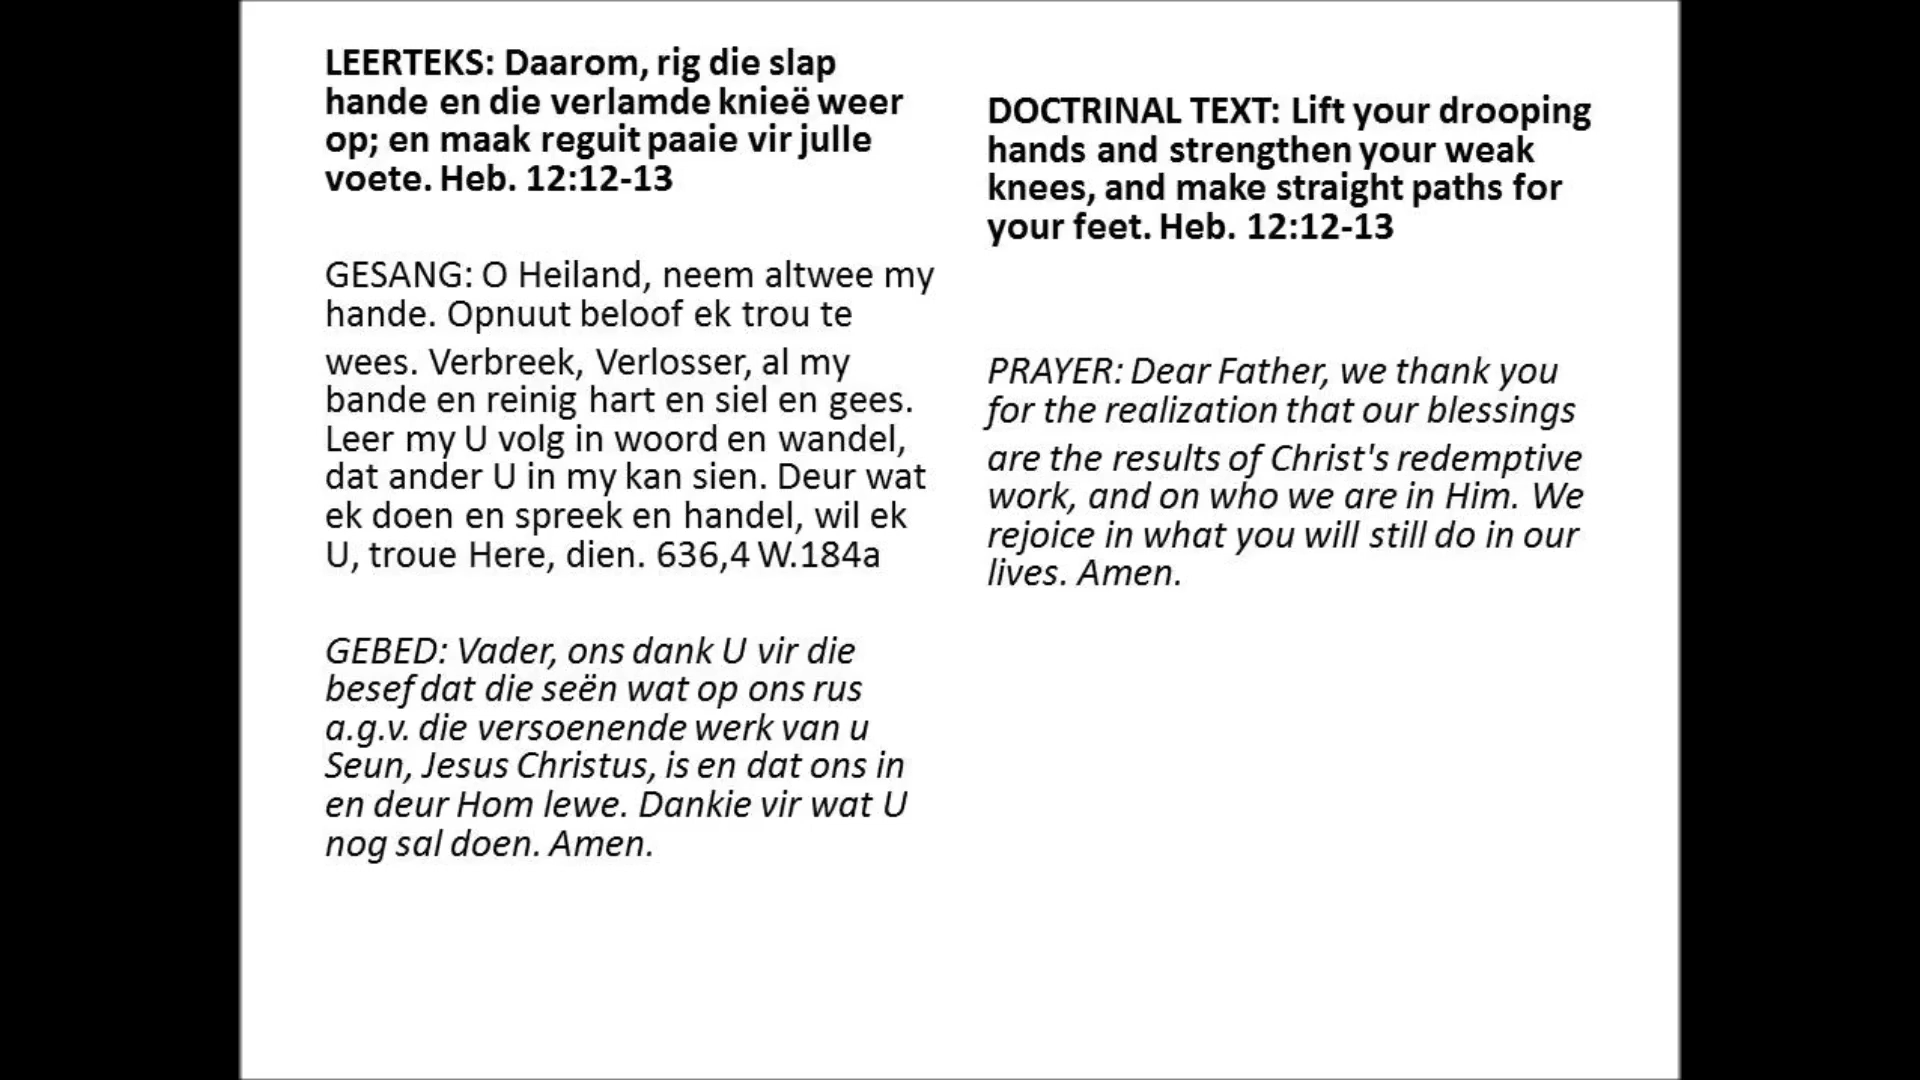 LEERTEKS: Daarom, rig die slap
hande en die verlamde knieë weer
op; en maak reguit paaie vir julle
voete. Heb. 12:12-13
GESANG: O Heiland, neem altwee my
hande. Opnuut beloof ek trou te
wees. Verbreek, Verlosser, al my
bande en reinig hart en siel en gees.
Leer my U volg in woord en wandel,
dat ander U in my kan sien. Deur wat
ek doen en spreek en handel, wil ek
U, troue Here, dien. 636,4 W.184a
GEBED: Vader, ons dank U vir die
besef dat die seën wat op ons rus
a.g.v. die versoenende werk van u
Seun, Jesus Christus, is en dat ons in
en deur Hom lewe. Dankie vir wat U
nog sal doen. Amen.
DOCTRINAL TEXT: Lift your drooping
hands and strengthen your weak
knees, and make straight paths for
your feet. Heb. 12:12-13
PRAYER: Dear Father, we thank you
for the realization that our blessings
are the results of Christ's redemptive
work, and on who we are in Him. We
rejoice in what you will still do in our
lives. Amen.